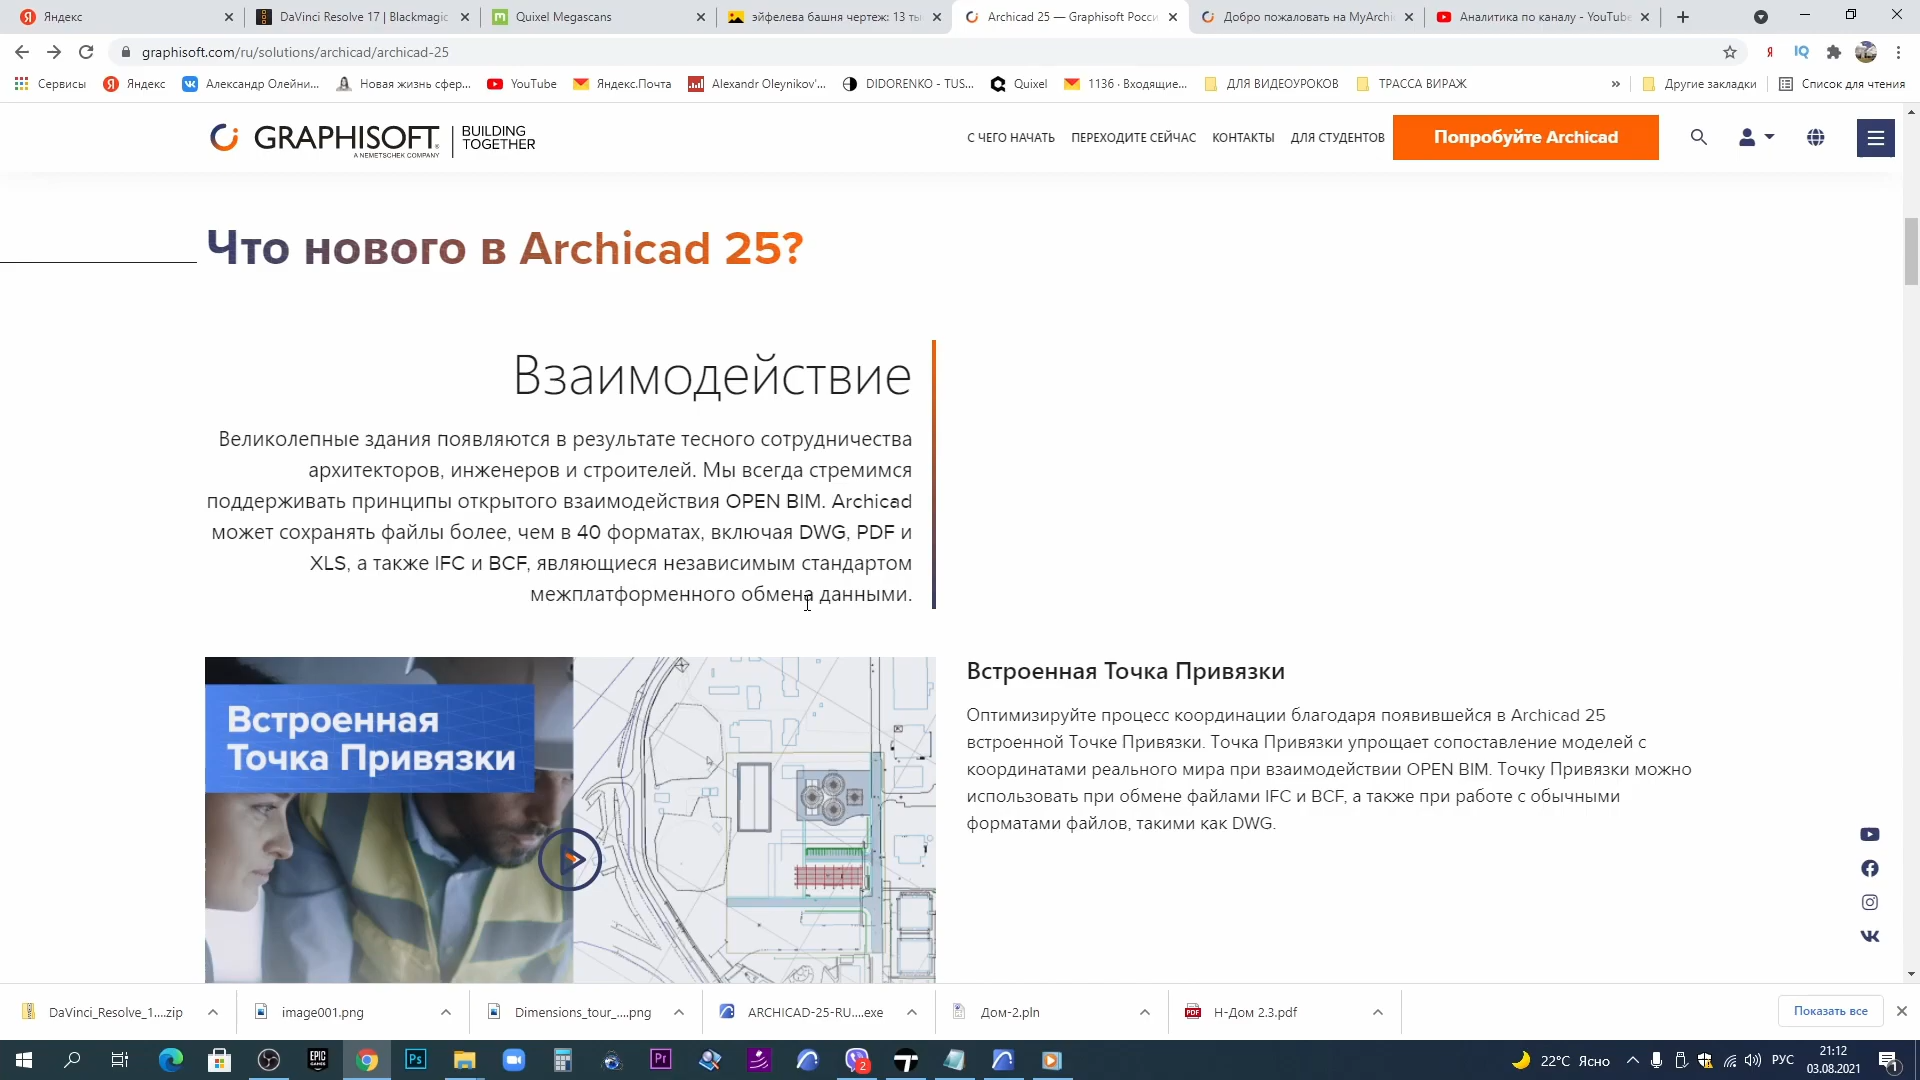 Яндекс
DaVinci Resolve 17 | Blackmagic
Quixel Megascans
эйфелева башня чертеж: 13 ты
Archicad 25 — Graphisoft Росси
Добро пожаловать на MyArchi
Аналитика по каналу - YouTube
graphisoft.com/ru/solutions/archicad/archicad-25
Сервисы
Яндекс
Александр Олейни...
Новая жизнь сфер...
YouTube
Яндекс.Почта
Alexandr Oleynikov'...
DIDORENKO - TUS...
Quixel
1136 · Входящие...
ДЛЯ ВИДЕОУРОКОВ
ТРАССА ВИРАЖ
»
Другие закладки
Список для чтения
GRAPHISOFT.
A NEMETSCHEK COMPANY
BUILDING
TOGETHER
С ЧЕГО НАЧАТЬ
ПЕРЕХОДИТЕ СЕЙЧАС
КОНТАКТЫ
ДЛЯ СТУДЕНТОВ
Попробуйте Archicad
Что нового в Archicad 25?
Взаимодействие
Великолепные здания появляются в результате тесного сотрудничества
архитекторов, инженеров и строителей. Мы всегда стремимся
поддерживать принципы открытого взаимодействия OPEN BIM. Archicad
может сохранять файлы более, чем в 40 форматах, включая DWG, PDF и
XLS, а также IFC и BCF, являющиеся независимым стандартом
межплатформенного обмена данными.
Встроенная
Точка Привязки
Встроенная Точка Привязки
Оптимизируйте процесс координации благодаря появившейся в Archicad 25
встроенной Точке Привязки. Точка Привязки упрощает сопоставление моделей с
координатами реального мира при взаимодействии OPEN BIM. Точку Привязки можно
использовать при обмене файлами IFC и BCF, а также при работе с обычными
форматами файлов, такими как DWG.
DaVinci_Resolve_1....zip
image001.png
Dimensions_tour_....png
ARCHICAD-25-RU....exe
Дом-2.pln
Н-Дом 2.3.pdf
Показать все
22°C Ясно
РУС
21:12
03.08.2021